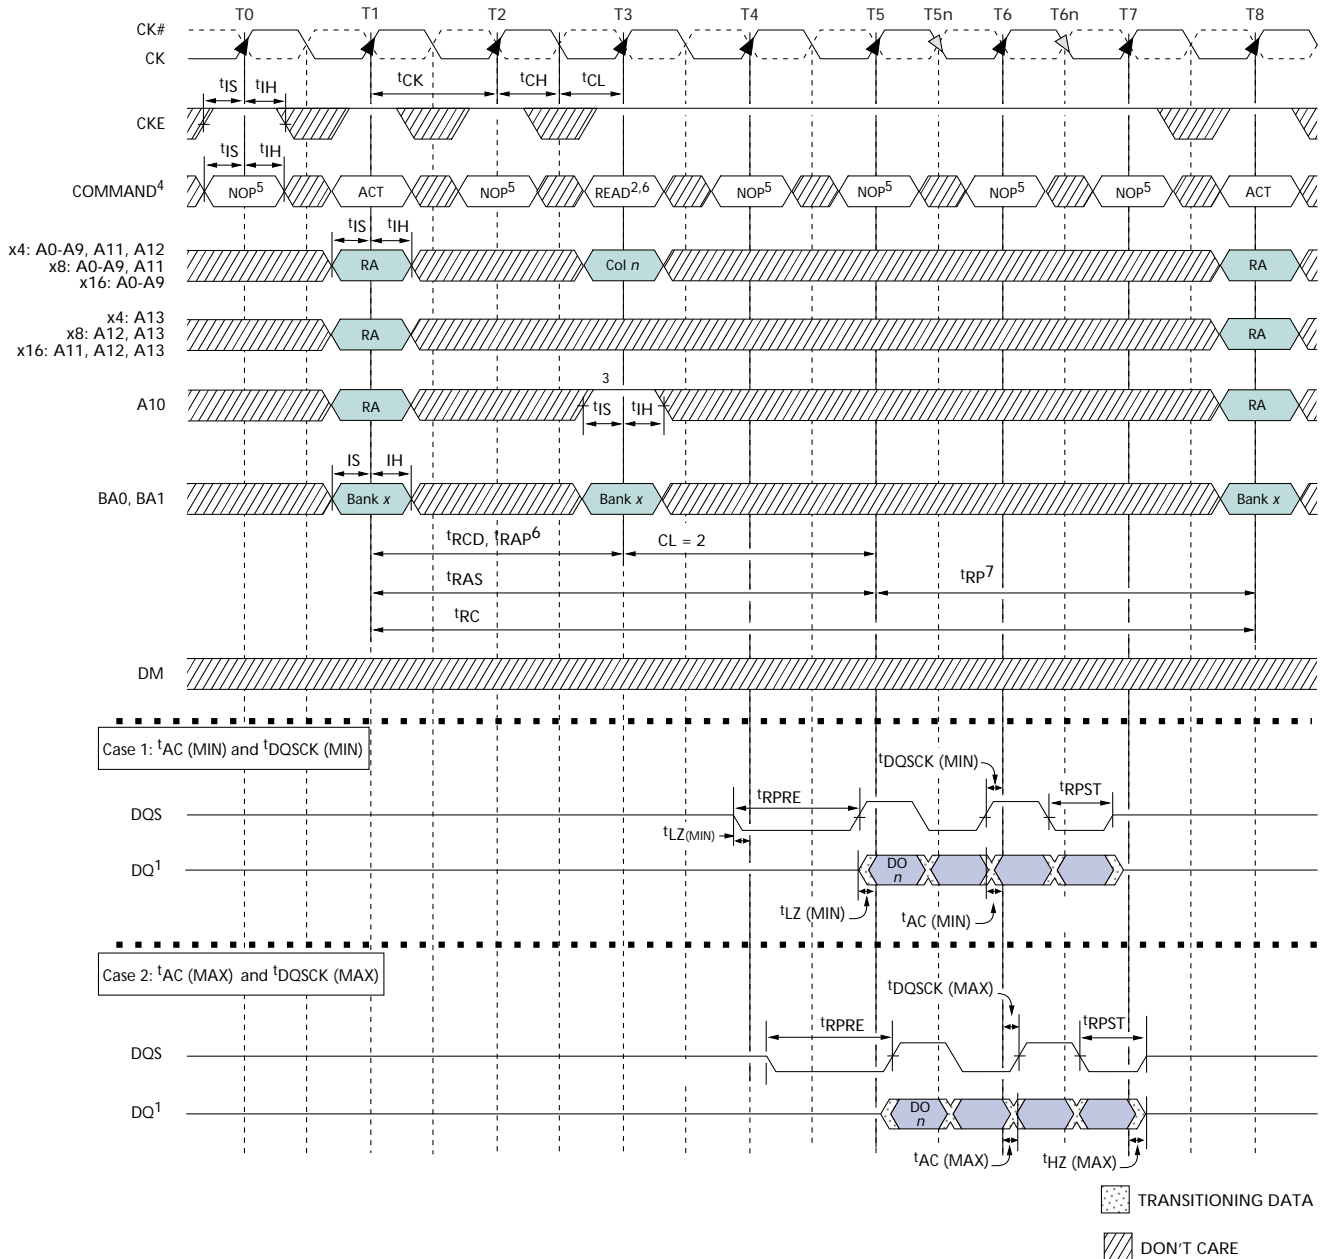 T0 T1 T2 T3 T4 T5 T5n T6 T6n T7 T8
CK#
CK
tIS tIH tCK tCH tCL
CKE
tIS tIH
COMMAND4 NOP5 ACT NOP5 READ2,6 NOP5 NOP5 NOP5 NOP5 ACT
tIS tIH
x4: A0-A9, A11, A12
x8: A0-A9, A11
x16: A0-A9
RA Col n RA
x4: A13
x8: A12, A13
x16: A11, A12, A13
RA RA
3
A10 RA tIS tIH RA
IS IH
BA0, BA1 Bank x Bank x Bank x
tRCD, tRAP6 CL = 2
tRAS tRP7
tRC
DM
Case 1: tAC (MIN) and tDQSCK (MIN)
tDQSCK (MIN)
tRPRE tRPST
DQS
tLZ(MIN)
DQ1 DO
n
tLZ (MIN) tAC (MIN)
Case 2: tAC (MAX) and tDQSCK (MAX)
tDQSCK (MAX)
tRPRE tRPST
DQS
DQ1 DO
n
tAC (MAX) tHZ (MAX)
TRANSITIONING DATA
DON'T CARE